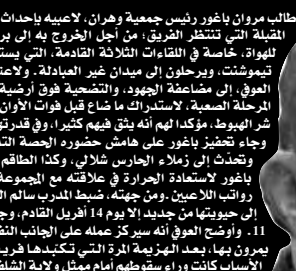 طالب مروان باغور رئيس جمعية وهران، لاعبيه بإحداث
المقبلة التي تنتظر الفريق؛ من أجل الخروج به إلى بر
للهواة، خاصة في اللقاءات الثلاثة القادمة، التي يست
تيموشنت، ويرحلون إلى ميدان غير العبادلة. ولاعت
العوفي، إلى مضاعفة الجهود، والتضحية فوق أرضية
المرحلة الصعبة، لاستدراك ما ضاع قبل فوات الأوان
شر الهبوط، مؤكدا لهم أنه يثق فيهم كثيرا، وفي قدرته
وجاء تحفيز باغور على هامش حضوره الحصة التد
وتحدث إلى زملاء الحارس شلالي، وكذا الطاقم
باغور لاستعادة الحرارة في علاقته مع المجموعة
رواتب اللاعبين. ومن جهته، ضبط المدرب سالم ال
إلى حيويتها من جديد إلا يوم 14 أفريل القادم، وج
11. وأوضح العوفي أنه سيركز عمله على الجانب النف
يمرون بها، بعد الهزيمة المرة التي تكبدها فريـ
الأسباب كانت وراء سقوطهم أمام ممثل ولاية الشلف